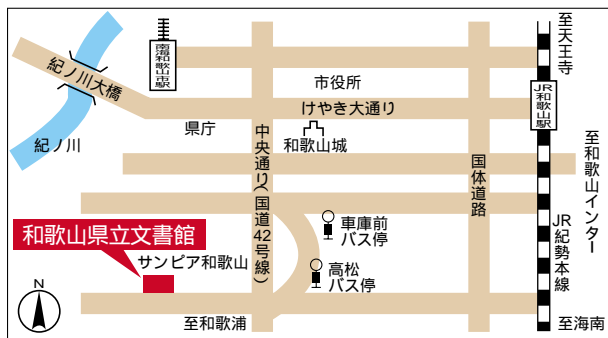 至天王寺
南海和歌山市駅
紀ノ川大橋
市役所
JR和歌山駅
けやき大通り
県庁
和歌山城
紀ノ川
中央通り(国道42号線)
国体道路
至和歌山インター
車庫前
バス停
和歌山県立文書館
サンピア和歌山
高松
バス停
JR紀勢本線
N
至和歌浦
至海南